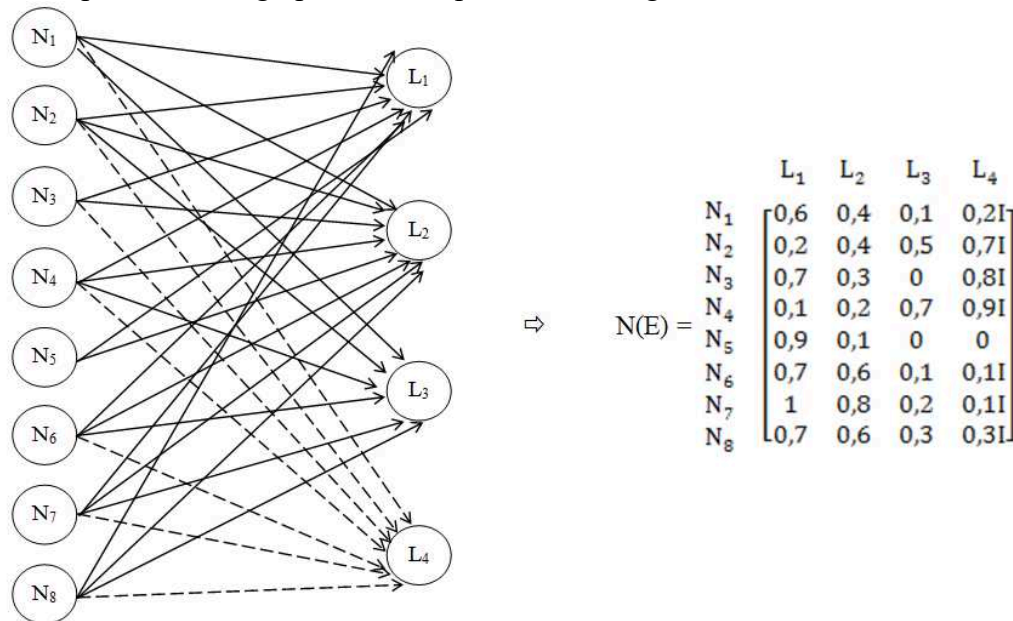 N₁
N₂
N₃
N₄
N₅
N₆
N₇
N₈
L₁
L₂
L₃
L₄
⇨
N(E) =
L₁ L₂ L₃ L₄
N₁ 0,6 0,4 0,1 0,2I
N₂ 0,2 0,4 0,5 0,7I
N₃ 0,7 0,3 0 0,8I
N₄ 0,1 0,2 0,7 0,9I
N₅ 0,9 0,1 0 0
N₆ 0,7 0,6 0,1 0,1I
N₇ 1 0,8 0,2 0,1I
N₈ 0,7 0,6 0,3 0,3I